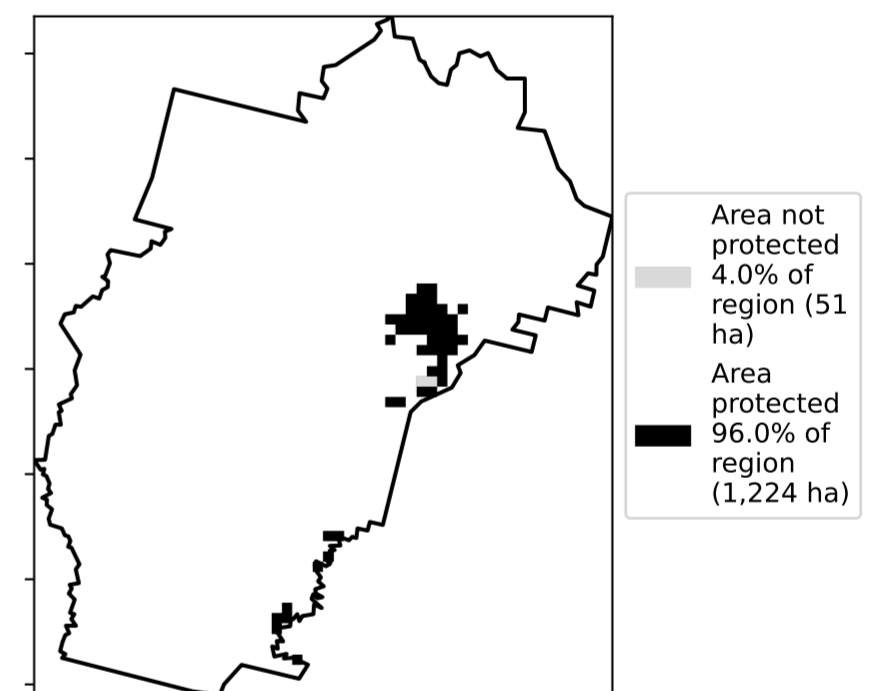 Area not
protected
4.0% of
region (51
ha)
Area
protected
96.0% of
region
(1,224 ha)